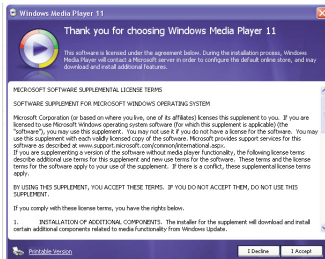 Windows Media Player 11
Thank you for choosing Windows Media Player 11
This software is licensed under the agreement below. During the installation process, Windows
Media Player will contact a Microsoft server in order to configure the default online store, and may
download and install additional features.
MICROSOFT SOFTWARE SUPPLEMENTAL LICENSE TERMS
SOFTWARE SUPPLEMENT FOR MICROSOFT WINDOWS OPERATING SYSTEM
Microsoft Corporation (or based on where you live, one of its affiliates) licenses this supplement to you. If you are
licensed to use Microsoft Windows operating system software (for which this supplement is applicable) (the
"software"), you may use this supplement. You may not use it if you do not have a license for the software. You may
use this supplement with each validly licensed copy of the software. Microsoft provides support services for this
software as described at www.support.microsoft.com/common/international.aspx.
If you are supplementing a version of the software without media player functionality, the following license terms
describe additional use terms for this supplement and new use terms for the software. These terms and the license
terms for the software apply to your use of the supplement. If there is a conflict, these supplemental license terms
apply.
BY USING THIS SUPPLEMENT, YOU ACCEPT THESE TERMS. IF YOU DO NOT ACCEPT THEM, DO NOT USE THIS
SUPPLEMENT.
If you comply with these license terms, you have the rights below.
1. INSTALLATION OF ADDITIONAL COMPONENTS. The installer for the supplement will download and install
certain additional components related to media functionality from Windows Update.
Printable Version
I Decline
I Accept